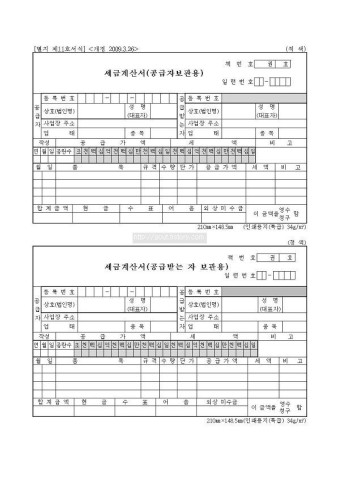 [별지 제11호서식] <개정 2009.3.26> (적 색)
책 번 호 권 호
세금계산서(공급자보관용)
일 련 번 호 - 
등 록 번 호 - - 등 록 번 호
공급자 상호(법인명) 성 명 (대표자) 공급받는자 상호(법인명) 성 명 (대표자)
사업장 주소 사업장 주소
업 태 종 목 업 태 종 목
작성 공 급 가 액 세 액 비 고
년 월 일 공란수 조 천 백 십 억 천 백 십 만 천 백 십 일 천 백 십 억 천 백 십 만 천 백 십 일
월 일 품 목 규 격 수 량 단 가 공 급 가 액 세 액 비 고
합 계 금 액 현 금 수 표 어 음 외상 미수금 이 금액을 영수 청구 함
210㎜×148.5㎜ (인쇄용지(특급) 34g/㎡)
(청 색)
책 번 호 권 호
세금계산서(공급받는 자 보관용)
일 련 번 호 -
등 록 번 호 - - 등 록 번 호
공급자 상호(법인명) 성 명 (대표자) 공급받는자 상호(법인명) 성 명 (대표자)
사업장 주소 사업장 주소
업 태 종 목 업 태 종 목
작성 공 급 가 액 세 액 비 고
년 월 일 공란수 조 천 백 십 억 천 백 십 만 천 백 십 일 천 백 십 억 천 백 십 만 천 백 십 일
월 일 품 목 규 격 수 량 단 가 공 급 가 액 세 액 비 고
합 계 금 액 현 금 수 표 어 음 외상 미수금 이 금액을 영수 청구 함
210㎜×148.5㎜(인쇄용지(특급) 34g/㎡)